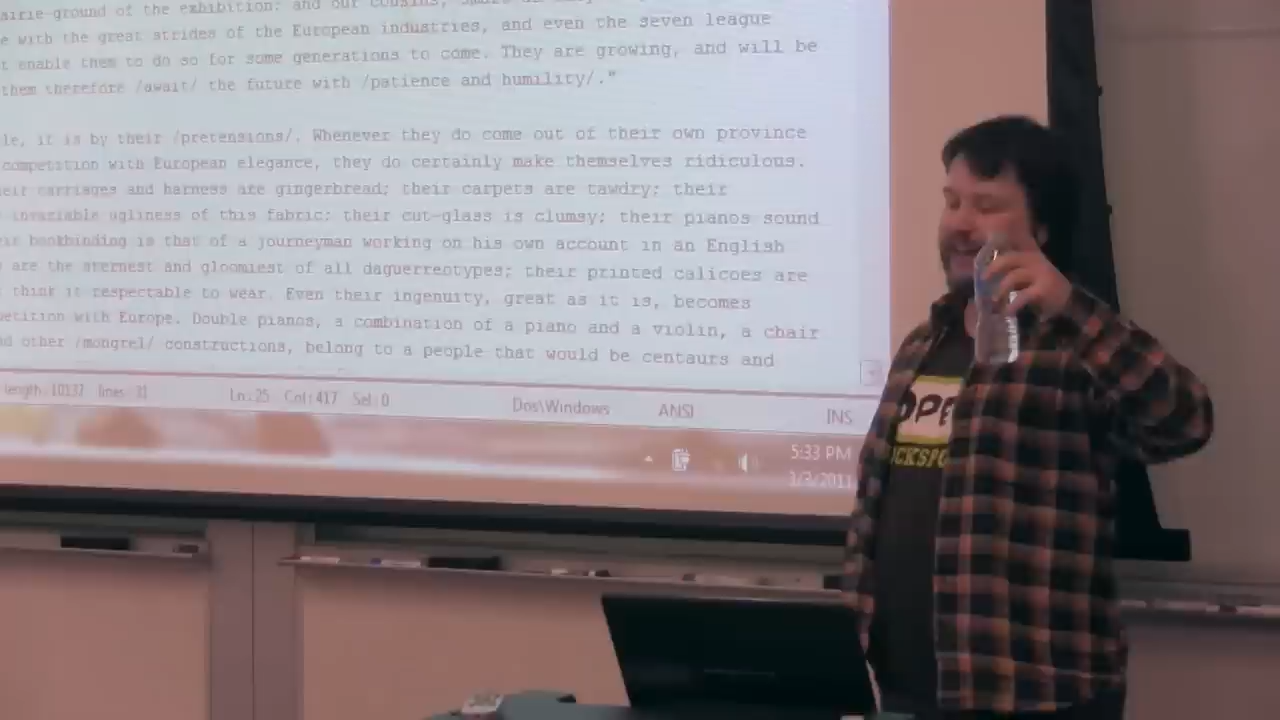 airie-ground of the exhibition: and our cousins,
e with the great strides of the European industries, and even the seven league
t enable them to do so for some generations to come. They are growing, and will be
them therefore /await/ the future with /patience and humility/."
le, it is by their /pretensions/. Whenever they do come out of their own province
competition with European elegance, they do certainly make themselves ridiculous.
eir carriages and harness are gingerbread; their carpets are tawdry; their
invariable ugliness of this fabric; their cut-glass is clumsy; their pianos sound
ir bookbinding is that of a journeyman working on his own account in an English
are the sternest and gloomiest of all daguerreotypes; their printed calicoes are
think it respectable to wear. Even their ingenuity, great as it is, becomes
petition with Europe. Double pianos, a combination of a piano and a violin, a chair
nd other /mongrel/ constructions, belong to a people that would be centaurs and
length: 10137 lines: 31 Ln: 25 Col: 417 Sel: 0 Dos\Windows ANSI INS
5:33 PM
OPE
CKSPO